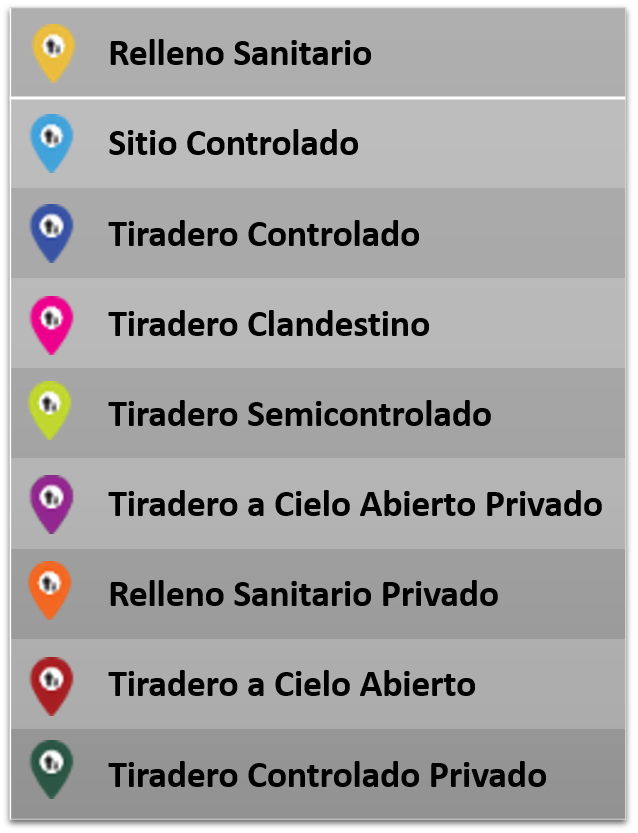 Relleno Sanitario
Sitio Controlado
Tiradero Controlado
Tiradero Clandestino
Tiradero Semicontrolado
Tiradero a Cielo Abierto Privado
Relleno Sanitario Privado
Tiradero a Cielo Abierto
Tiradero Controlado Privado